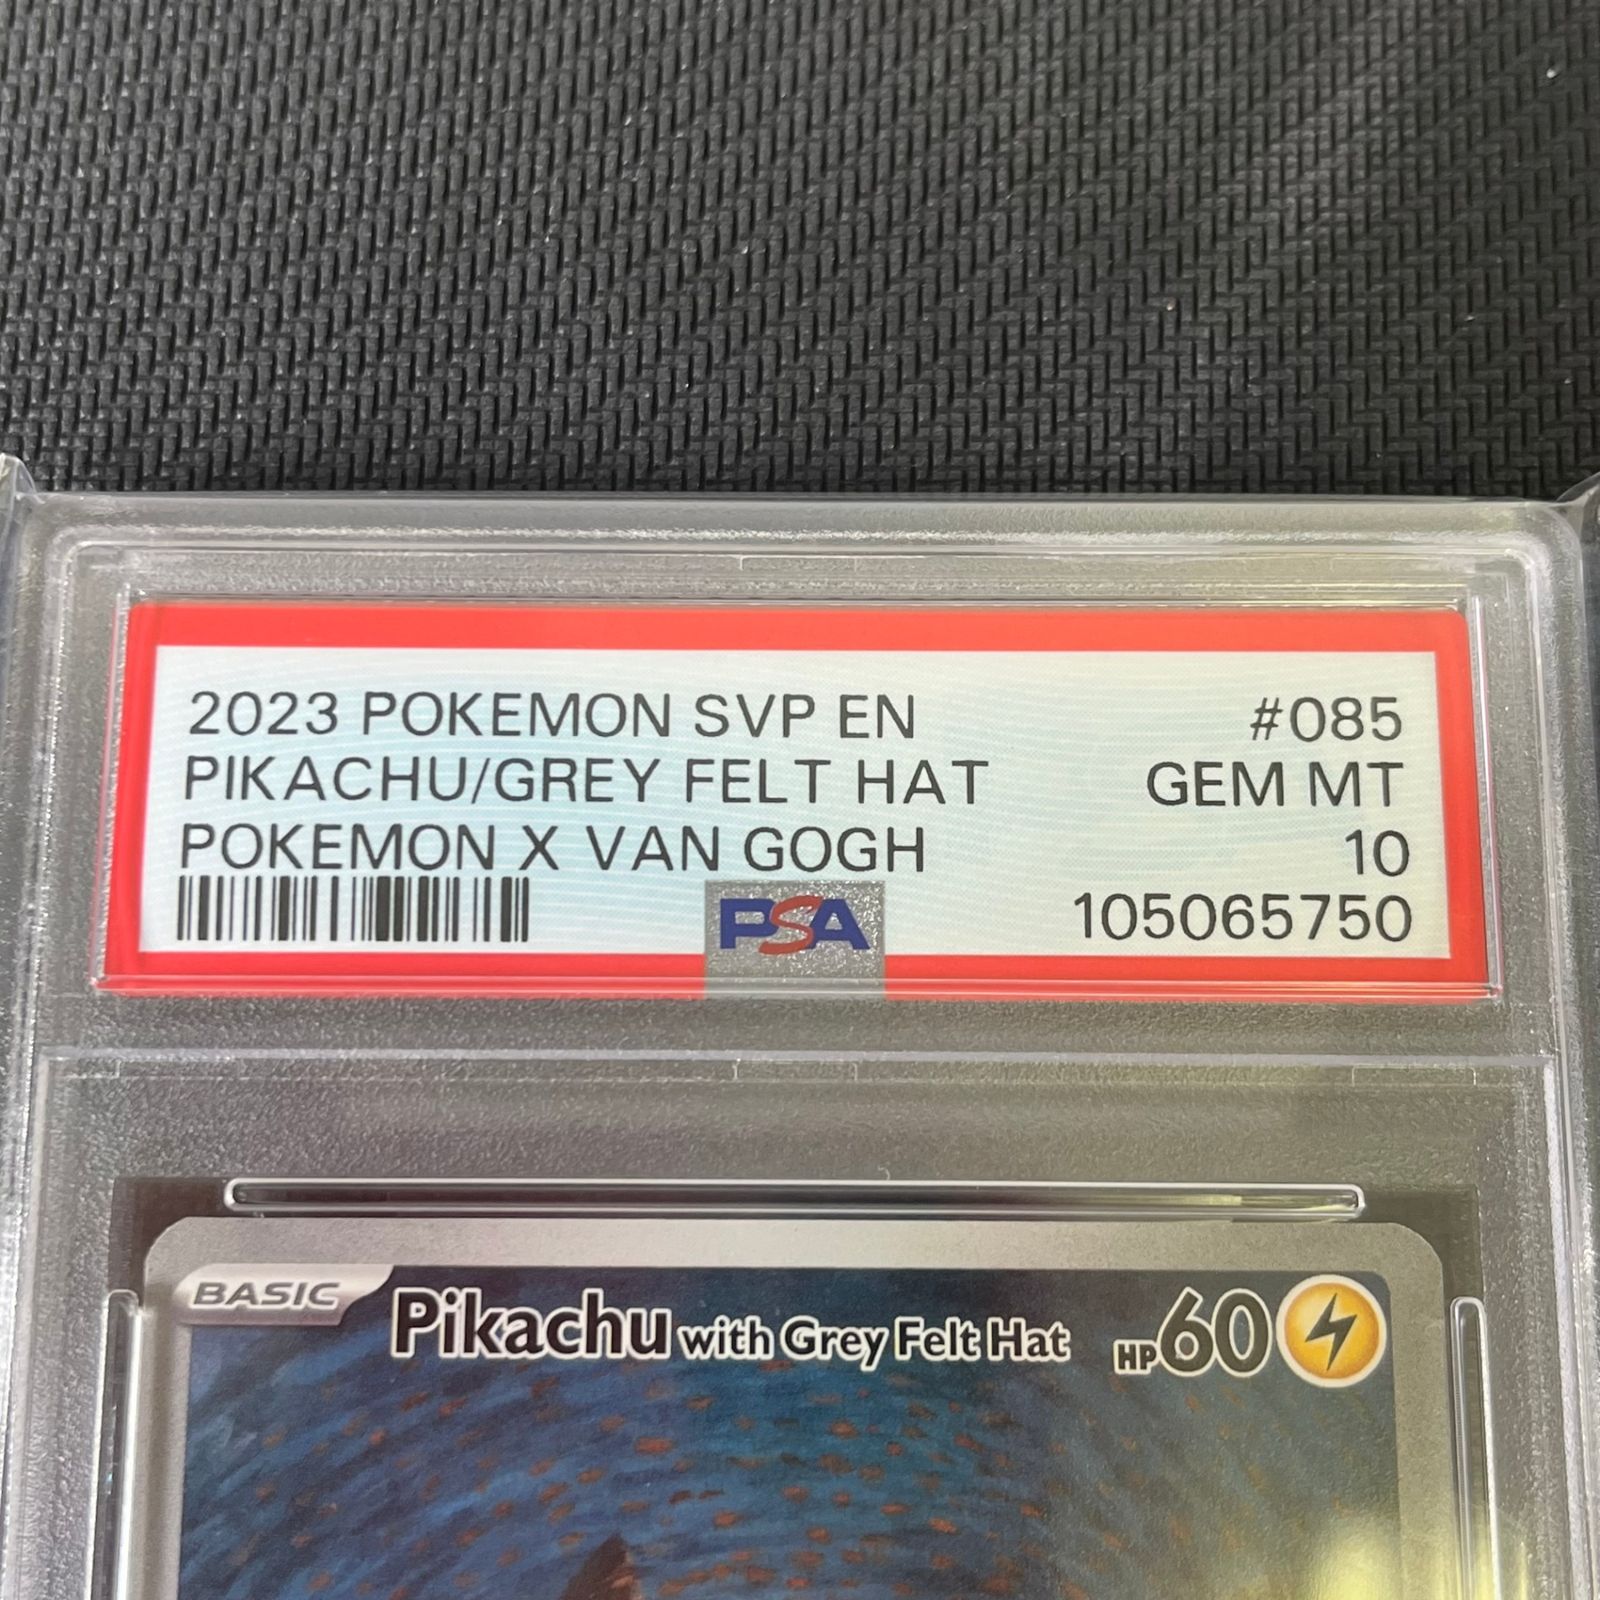 2023 POKEMON SVP EN #085
PIKACHU/GREY FELT HAT GEM MT
POKEMON X VAN GOGH 10
PSA 105065750
BASIC Pikachu with Grey Felt Hat HP60